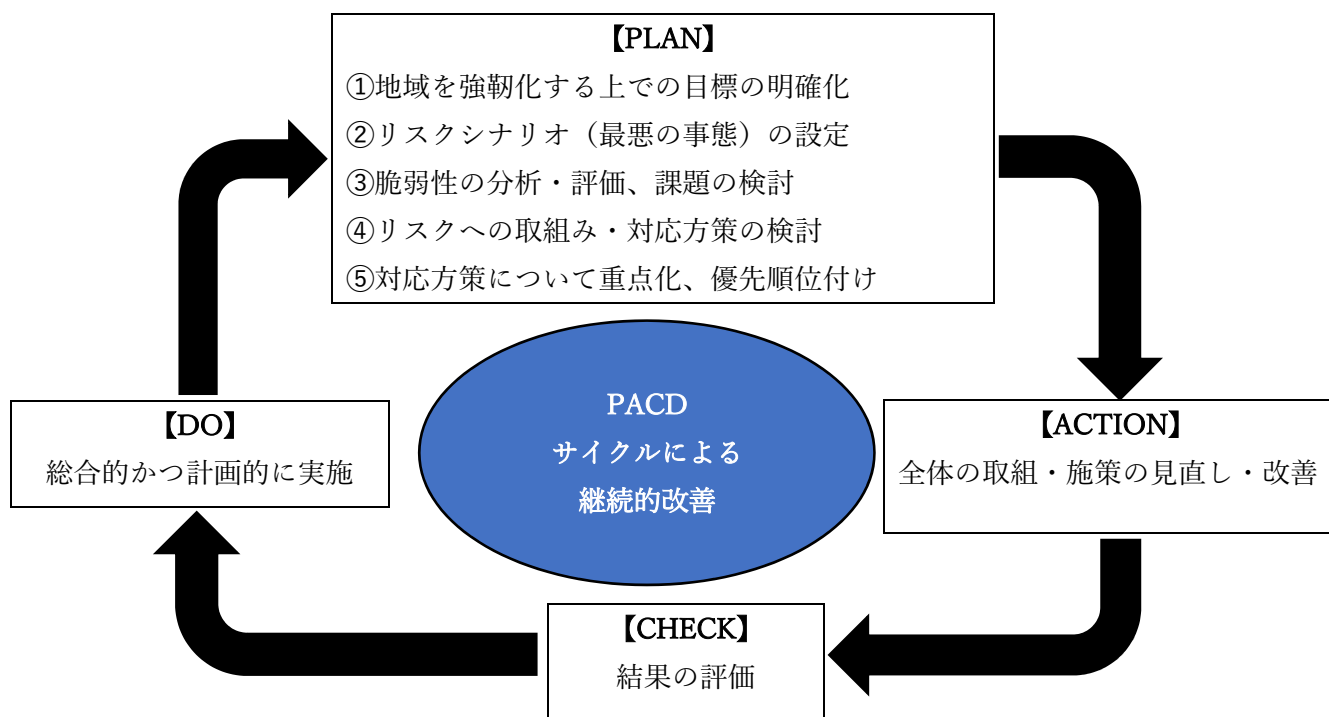 【PLAN】
①地域を強靭化する上での目標の明確化
②リスクシナリオ（最悪の事態）の設定
③脆弱性の分析・評価、課題の検討
④リスクへの取組み・対応方策の検討
⑤対応方策について重点化、優先順位付け
【DO】
総合的かつ計画的に実施
PACD
サイクルによる
継続的改善
【ACTION】
全体の取組・施策の見直し・改善
【CHECK】
結果の評価